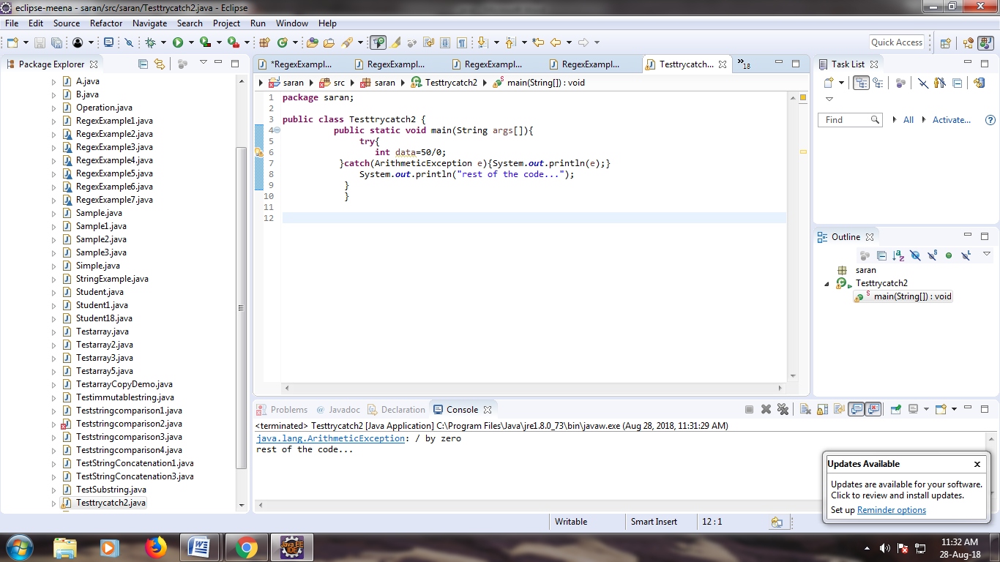 eclipse-meena - saran/src/saran/Testtrycatch2.java - Eclipse
File Edit Source Refactor Navigate Search Project Run Window Help
Quick Access
Package Explorer
A.java
B.java
Operation.java
RegexExample1.java
RegexExample2.java
RegexExample3.java
RegexExample4.java
RegexExample5.java
RegexExample6.java
RegexExample7.java
Sample.java
Sample1.java
Sample2.java
Sample3.java
Simple.java
StringExample.java
Student.java
Student1.java
Student18.java
Testarray.java
Testarray2.java
Testarray3.java
Testarray5.java
TestarrayCopyDemo.java
Testimmutablestring.java
Teststringcomparison1.java
Teststringcomparison2.java
Teststringcomparison3.java
Teststringcomparison4.java
TestStringConcatenation1.java
TestStringConcatenation3.java
TestSubstring.java
Testtrycatch2.java
*RegexExampl... RegexExampl... RegexExampl... RegexExampl... Testtrycatch... »18
saran src saran Testtrycatch2 main(String[]) : void
1 package saran;
2
3 public class Testtrycatch2 {
4 public static void main(String args[]){
5 try{
6 int data=50/0;
7 }catch(ArithmeticException e){System.out.println(e);}
8 System.out.println("rest of the code...");
9 }
10 }
11
12
Task List
Find All Activate...
Outline
saran
Testtrycatch2
main(String[]) : void
Problems @ Javadoc Declaration Console
<terminated> Testtrycatch2 [Java Application] C:\Program Files\Java\jre1.8.0_73\bin\javaw.exe (Aug 28, 2018, 11:31:29 AM)
java.lang.ArithmeticException: / by zero
rest of the code...
Updates Available
Updates are available for your software.
Click to review and install updates.
Set up Reminder options
Writable Smart Insert 12 : 1
Java EE
IDE
11:32 AM
28-Aug-18